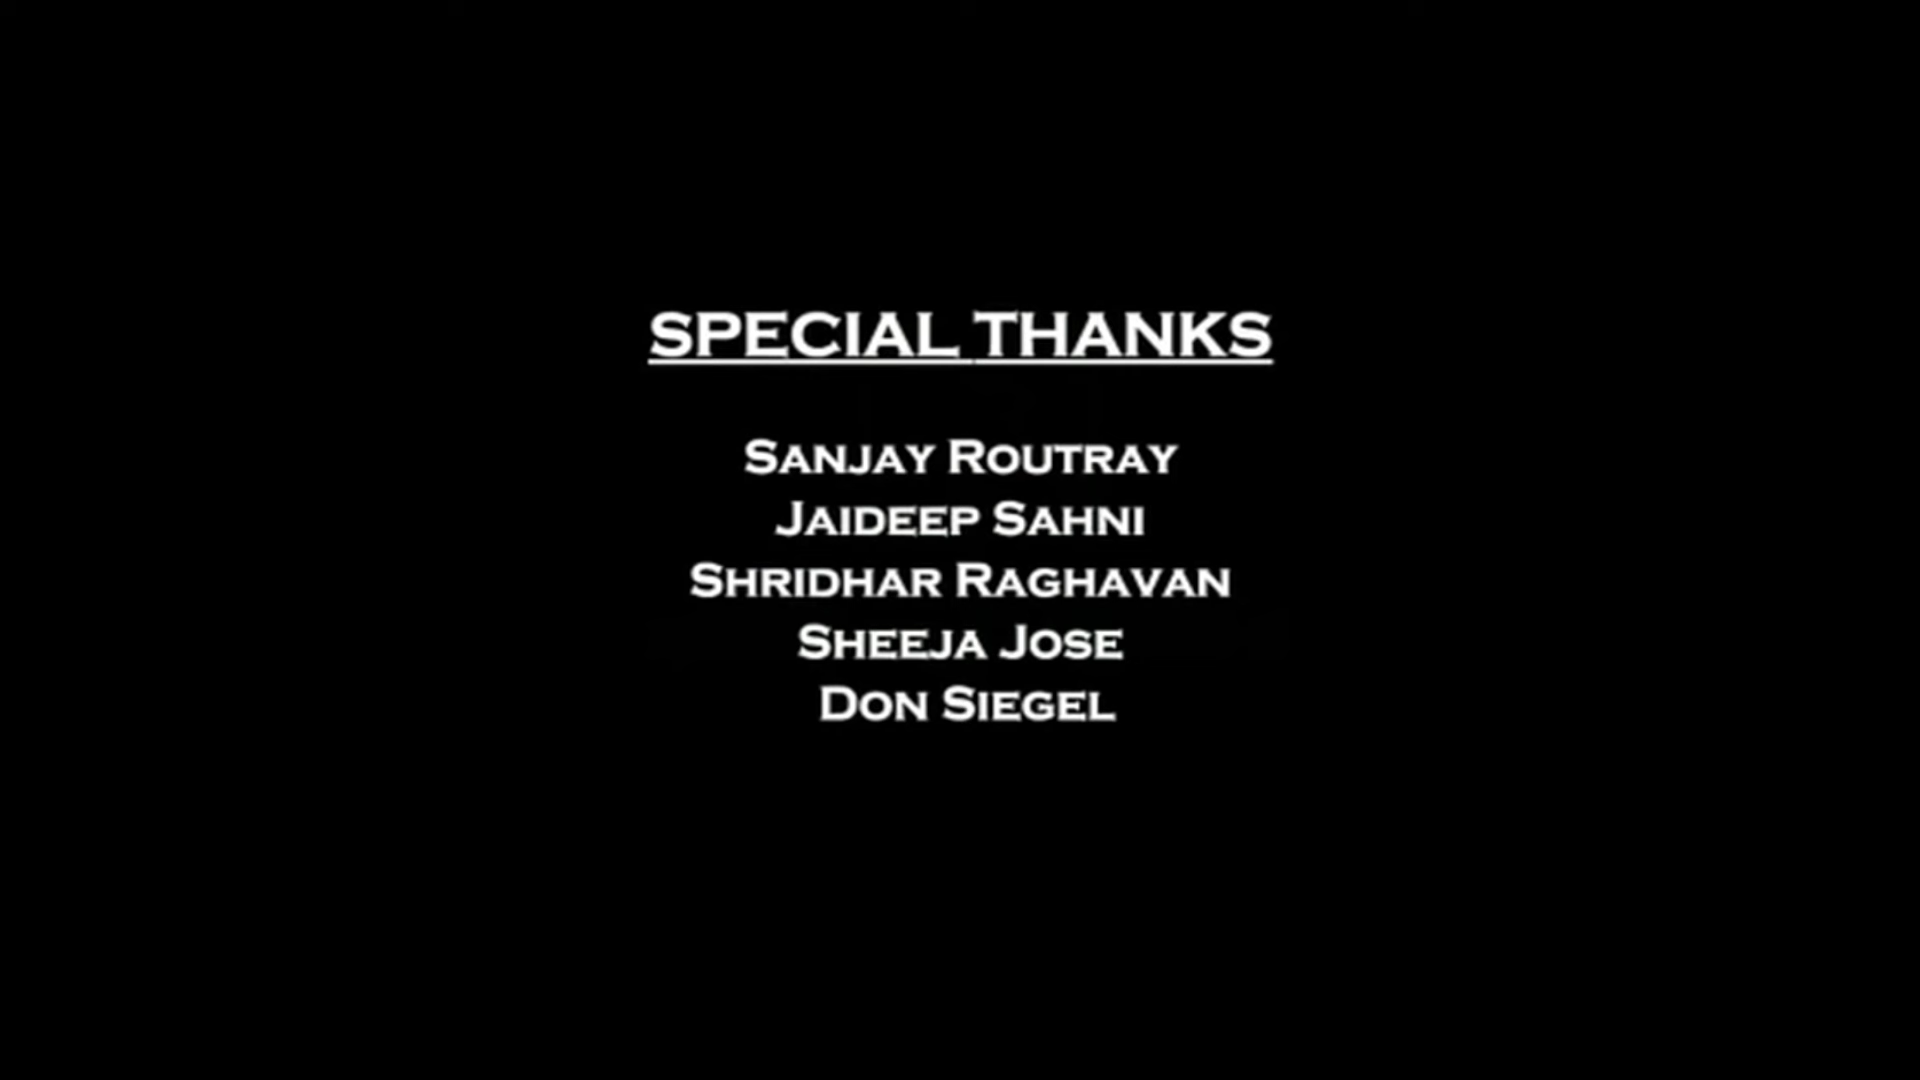 SPECIAL THANKS
SANJAY ROUTRAY
JAIDEEP SAHNI
SHRIDHAR RAGHAVAN
SHEEJA JOSE
DON SIEGEL